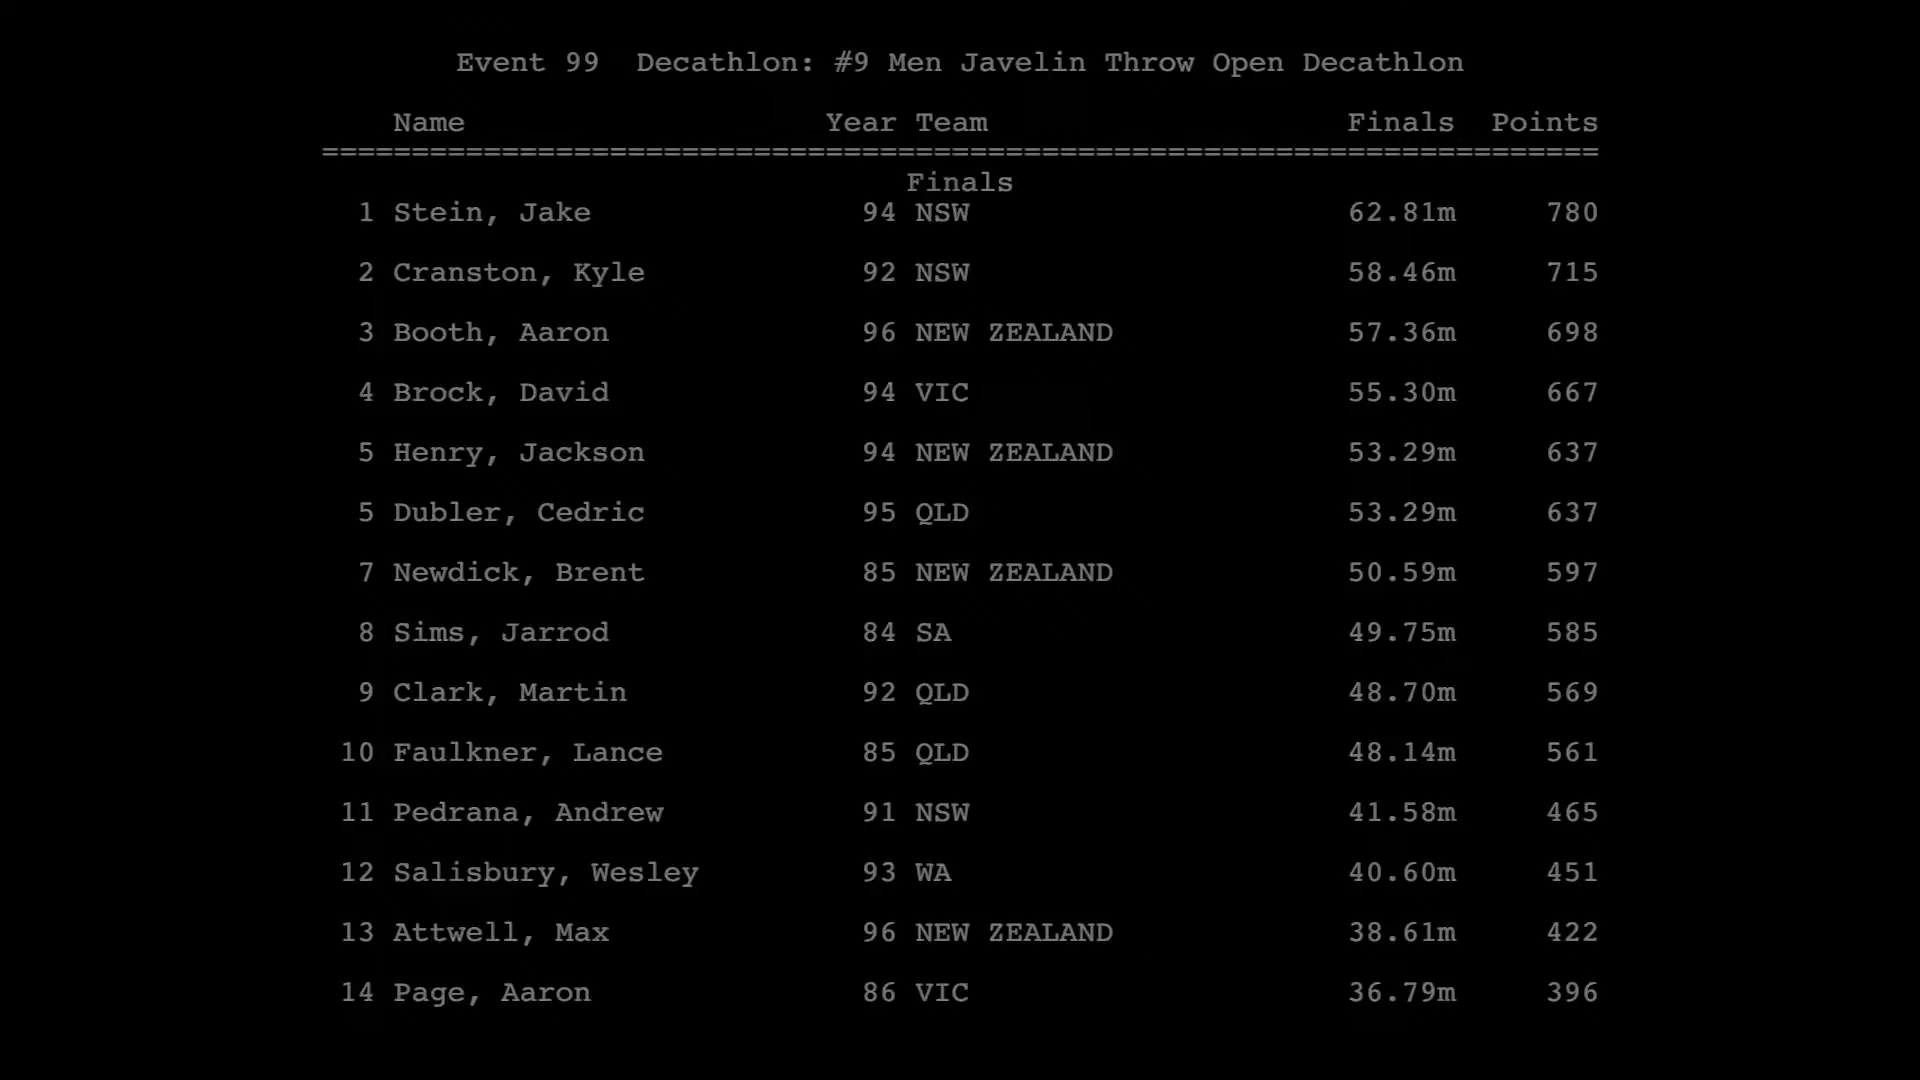 Event 99 Decathlon: #9 Men Javelin Throw Open Decathlon
Name Year Team Finals Points
=======================================================================
Finals
1 Stein, Jake 94 NSW 62.81m 780
2 Cranston, Kyle 92 NSW 58.46m 715
3 Booth, Aaron 96 NEW ZEALAND 57.36m 698
4 Brock, David 94 VIC 55.30m 667
5 Henry, Jackson 94 NEW ZEALAND 53.29m 637
5 Dubler, Cedric 95 QLD 53.29m 637
7 Newdick, Brent 85 NEW ZEALAND 50.59m 597
8 Sims, Jarrod 84 SA 49.75m 585
9 Clark, Martin 92 QLD 48.70m 569
10 Faulkner, Lance 85 QLD 48.14m 561
11 Pedrana, Andrew 91 NSW 41.58m 465
12 Salisbury, Wesley 93 WA 40.60m 451
13 Attwell, Max 96 NEW ZEALAND 38.61m 422
14 Page, Aaron 86 VIC 36.79m 396